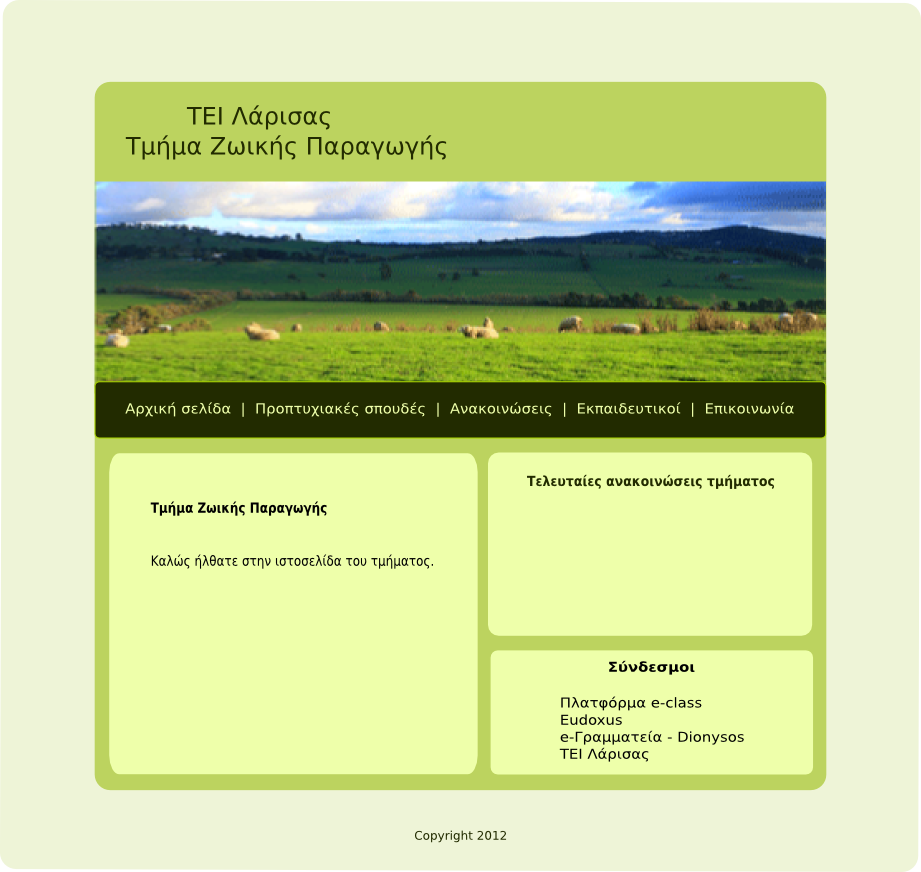 ΤΕΙ Λάρισας
Τμήμα Ζωικής Παραγωγής
Αρχική σελίδα | Προπτυχιακές σπουδές | Ανακοινώσεις | Εκπαιδευτικοί | Επικοινωνία
Τμήμα Ζωικής Παραγωγής
Καλώς ήλθατε στην ιστοσελίδα του τμήματος.
Τελευταίες ανακοινώσεις τμήματος
Σύνδεσμοι
Πλατφόρμα e-class
Eudoxus
e-Γραμματεία - Dionysos
ΤΕΙ Λάρισας
Copyright 2012